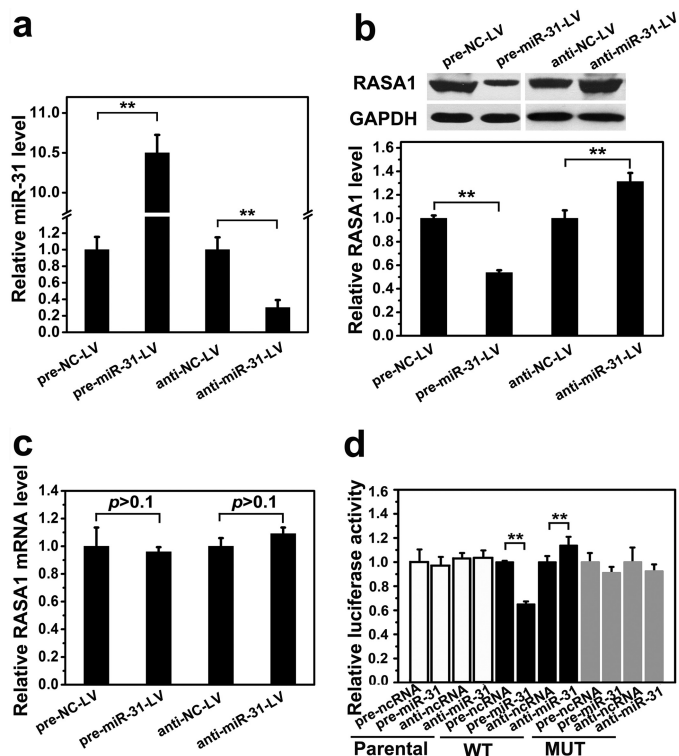 a
Relative miR-31 level
11.0
10.5
10.0
1.2
1.0
0.8
0.6
0.4
0.2
0.0
**
**
pre-NC-LV
pre-miR-31-LV
anti-NC-LV
anti-miR-31-LV
b
pre-NC-LV
pre-miR-31-LV
anti-NC-LV
anti-miR-31-LV
RASA1
GAPDH
Relative RASA1 level
1.6
1.4
1.2
1.0
0.8
0.6
0.4
0.2
0.0
**
**
pre-NC-LV
pre-miR-31-LV
anti-NC-LV
anti-miR-31-LV
c
Relative RASA1 mRNA level
1.4
1.2
1.0
0.8
0.6
0.4
0.2
0.0
p>0.1
p>0.1
pre-NC-LV
pre-miR-31-LV
anti-NC-LV
anti-miR-31-LV
d
Relative luciferase activity
1.6
1.4
1.2
1.0
0.8
0.6
0.4
0.2
0.0
**
**
pre-ncRNA
pre-miR-31
anti-ncRNA
anti-miR-31
pre-ncRNA
pre-miR-31
anti-ncRNA
anti-miR-31
pre-ncRNA
pre-miR-31
anti-ncRNA
anti-miR-31
Parental
WT
MUT